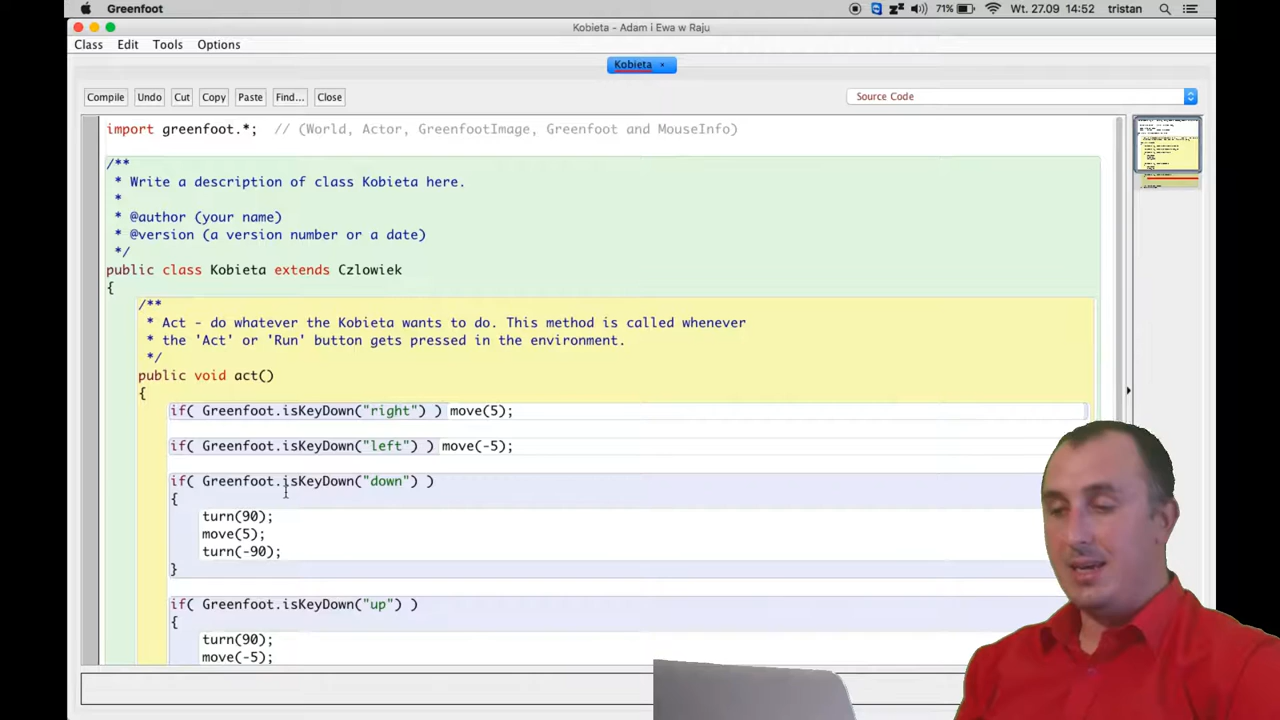 Greenfoot
71%
Wt. 27.09 14:52 tristan
Kobieta - Adam i Ewa w Raju
Class Edit Tools Options
Kobieta ×
Compile Undo Cut Copy Paste Find... Close
Source Code
import greenfoot.*;  // (World, Actor, GreenfootImage, Greenfoot and MouseInfo)
/**
* Write a description of class Kobieta here.
*
* @author (your name)
* @version (a version number or a date)
*/
public class Kobieta extends Czlowiek
{
/**
* Act - do whatever the Kobieta wants to do. This method is called whenever
* the 'Act' or 'Run' button gets pressed in the environment.
*/
public void act()
{
if( Greenfoot.isKeyDown("right") ) move(5);
if( Greenfoot.isKeyDown("left") ) move(-5);
if( Greenfoot.isKeyDown("down") )
{
turn(90);
move(5);
turn(-90);
}
if( Greenfoot.isKeyDown("up") )
{
turn(90);
move(-5);